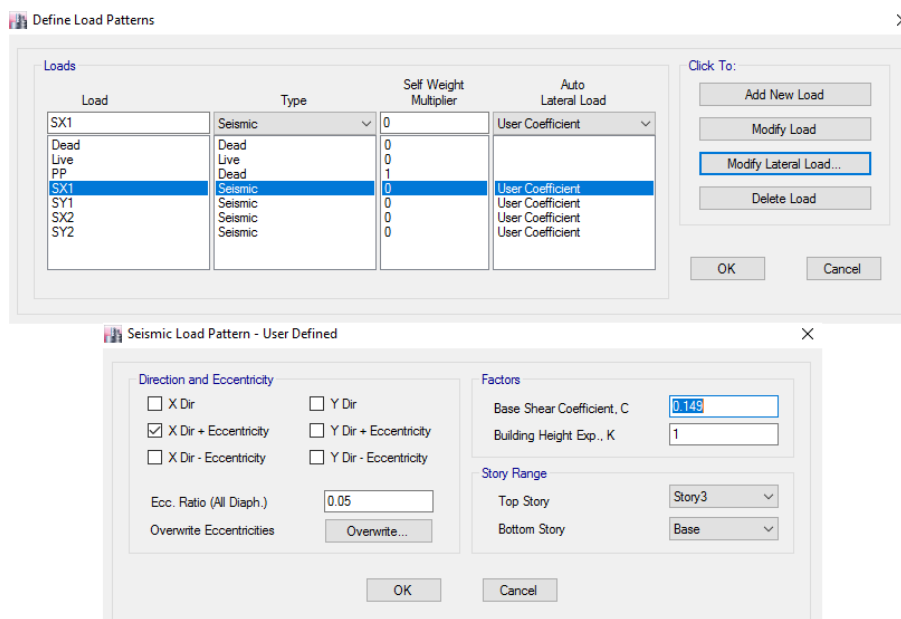 Define Load Patterns
Loads
Click To:
Load Type Self Weight Multiplier Auto Lateral Load
SX1 Seismic 0 User Coefficient
Dead Dead 0
Live Live 0
PP Dead 1
SX1 Seismic 0 User Coefficient
SY1 Seismic 0 User Coefficient
SX2 Seismic 0 User Coefficient
SY2 Seismic 0 User Coefficient
Add New Load
Modify Load
Modify Lateral Load...
Delete Load
OK Cancel
Seismic Load Pattern - User Defined
Direction and Eccentricity
X Dir Y Dir
X Dir + Eccentricity Y Dir + Eccentricity
X Dir - Eccentricity Y Dir - Eccentricity
Ecc. Ratio (All Diaph.) 0.05
Overwrite Eccentricities Overwrite...
Factors
Base Shear Coefficient, C 0.149
Building Height Exp., K 1
Story Range
Top Story Story3
Bottom Story Base
OK Cancel